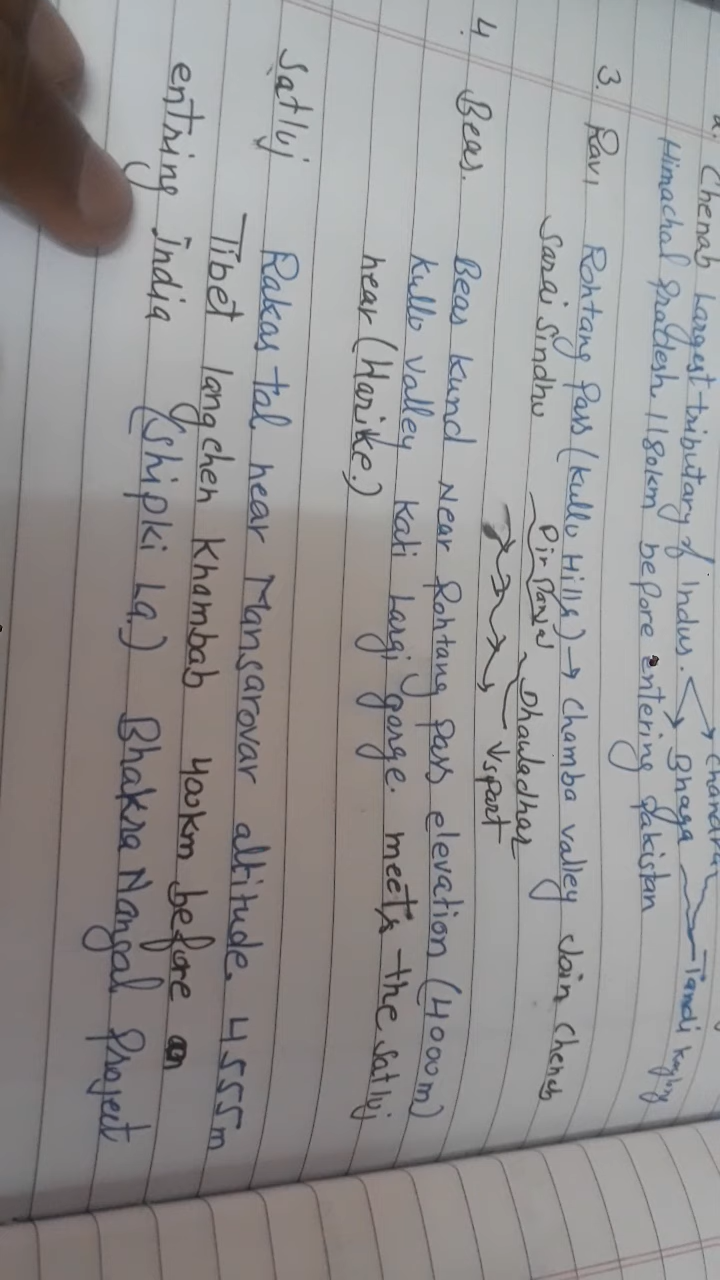 2. Chenab Largest tributary of Indus. → Chandra
→ Bhaga Tandi
Himachal Pradesh. 1180km before entering Pakistan
3. Ravi Rohtang Pass (Kullu Hills) → Chamba valley Join Chenab
Sarai Sindhu Pir Panjal Dhauladhar
4. Beas. Beas Kund Near Rohtang Pass elevation (4000m)
Kullu valley Kati Largi gorge. meets the Satluj
near (Harike.)
Satluj Rakas tal near Mansarovar altitude. 4555m
Tibet langchen Khambab 400km before
entring India (Shipki La.) Bhakra Nangal Project